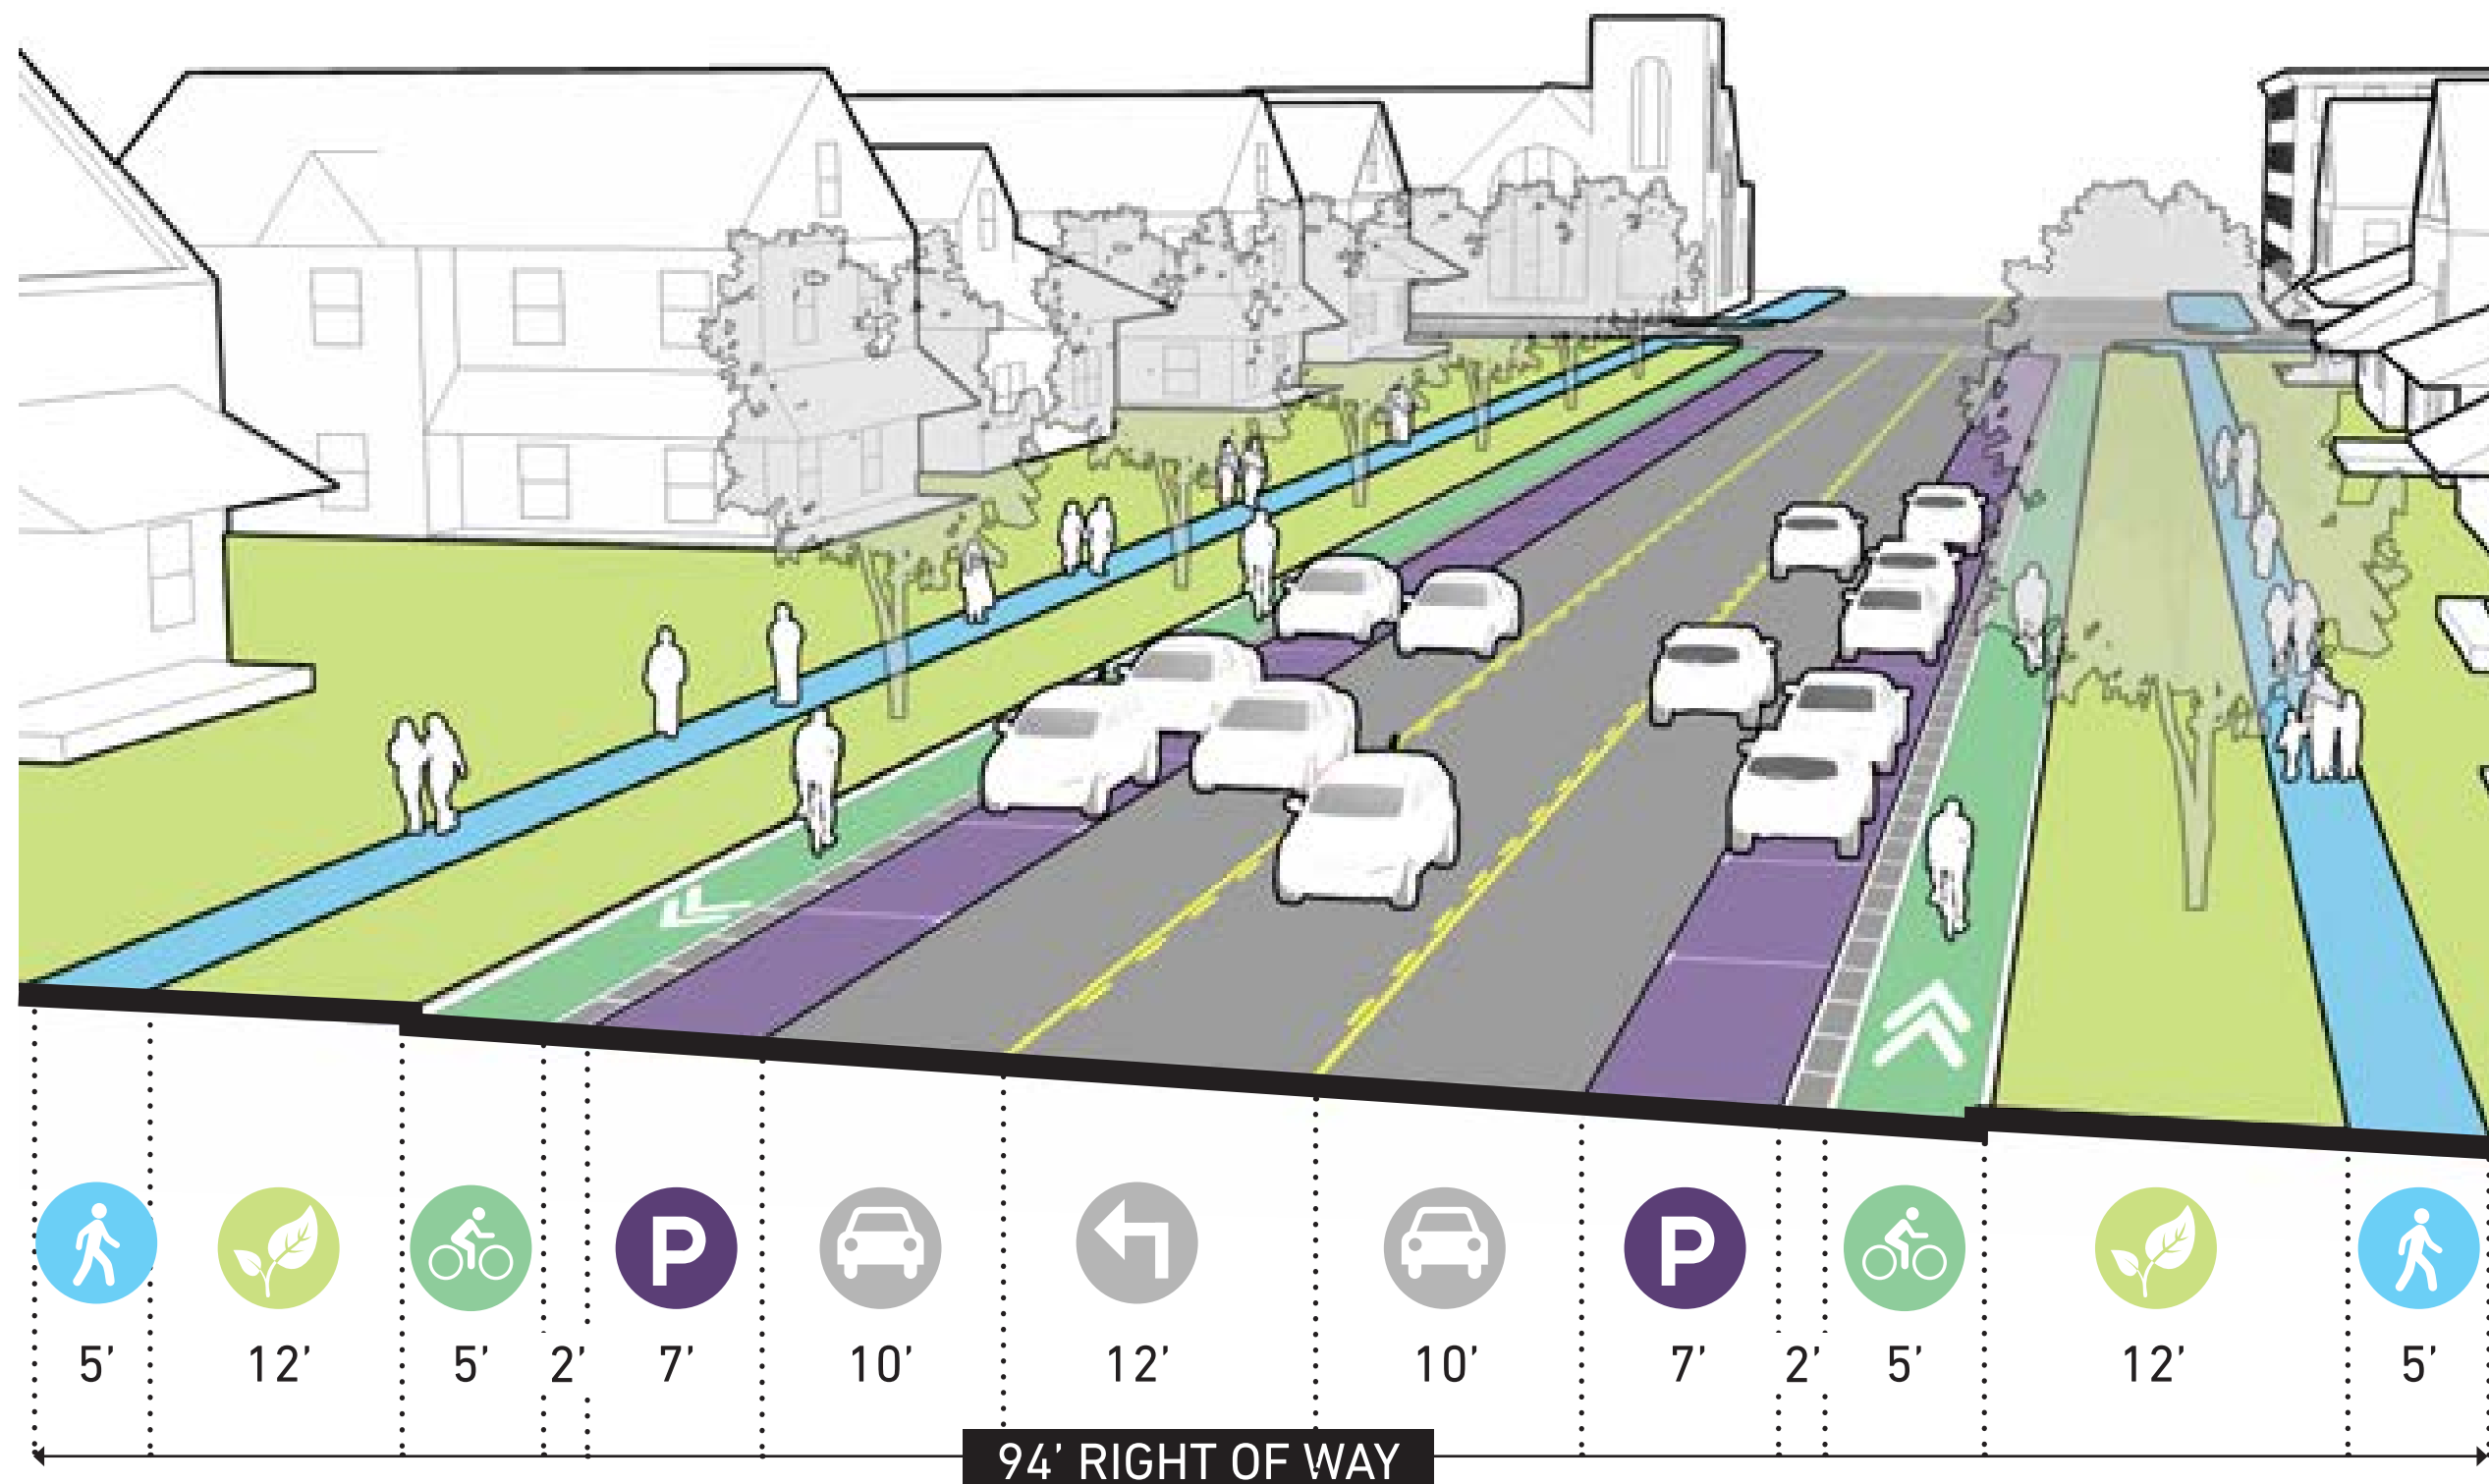 P P
5’ 12’ 5’ 2’ 7’ 10’ 12’ 10’ 7’ 2’ 5’ 12’ 5’
94’ RIGHT OF WAY